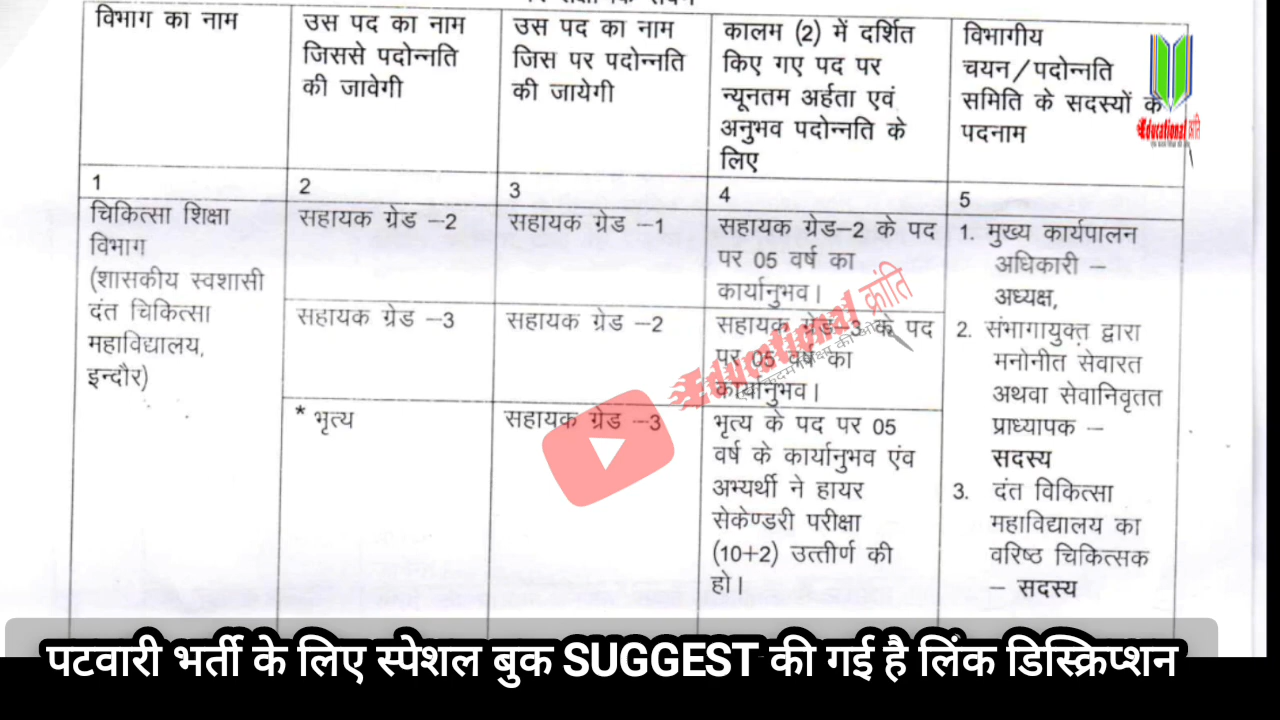 विभाग का नाम
उस पद का नाम
जिससे पदोन्नति
की जावेगी
उस पद का नाम
जिस पर पदोन्नति
की जायेगी
कालम (2) में दर्शित
किए गए पद पर
न्यूनतम अर्हता एवं
अनुभव पदोन्नति के
लिए
विभागीय
चयन/पदोन्नति
समिति के सदस्यों के
पदनाम
Educational क्रांति
1
2
3
4
5
चिकित्सा शिक्षा
विभाग
(शासकीय स्वशासी
दंत चिकित्सा
महाविद्यालय,
इन्दौर)
सहायक ग्रेड –2
सहायक ग्रेड –1
सहायक ग्रेड–2 के पद
पर 05 वर्ष का
कार्यानुभव।
सहायक ग्रेड –3
सहायक ग्रेड –2
सहायक ग्रेड–3 के पद
पर 05 वर्ष का
कार्यानुभव।
* भृत्य
सहायक ग्रेड –3
भृत्य के पद पर 05
वर्ष के कार्यानुभव एंव
अभ्यर्थी ने हायर
सेकेण्डरी परीक्षा
(10+2) उत्तीर्ण की
हो।
1. मुख्य कार्यपालन
अधिकारी –
अध्यक्ष,
2. संभागायुक्त द्वारा
मनोनीत सेवारत
अथवा सेवानिवृतत
प्राध्यापक –
सदस्य
3. दंत विकित्सा
महाविद्यालय का
वरिष्ठ चिकित्सक
– सदस्य
Educational क्रांति
पटवारी भर्ती के लिए स्पेशल बुक SUGGEST की गई है लिंक डिस्क्रिप्शन